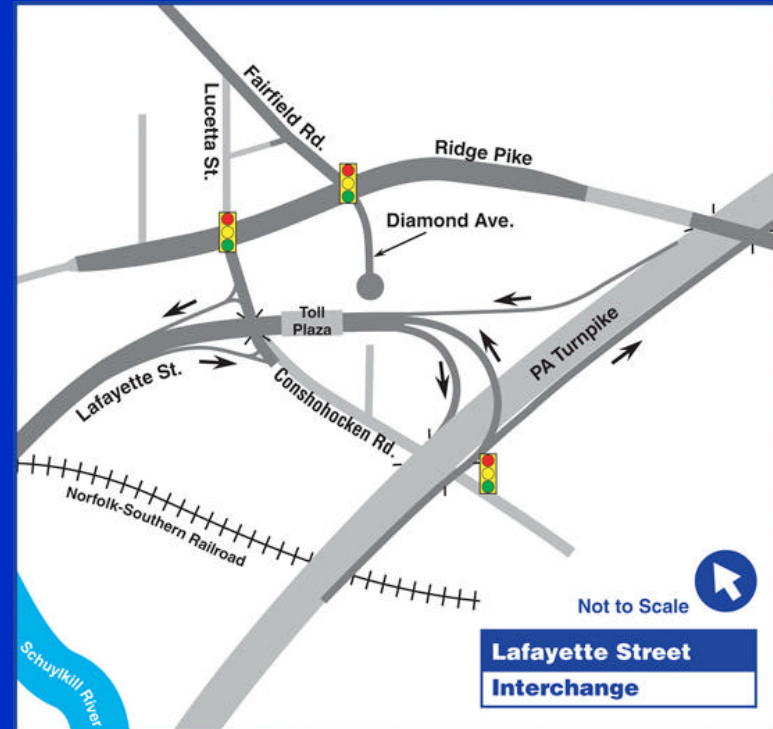 Fairfield Rd.
Lucetta St.
Ridge Pike
Diamond Ave.
Toll
Plaza
PA Turnpike
Lafayette St.
Conshohocken Rd.
Norfolk-Southern Railroad
Schuylkill River
Not to Scale
Lafayette Street
Interchange